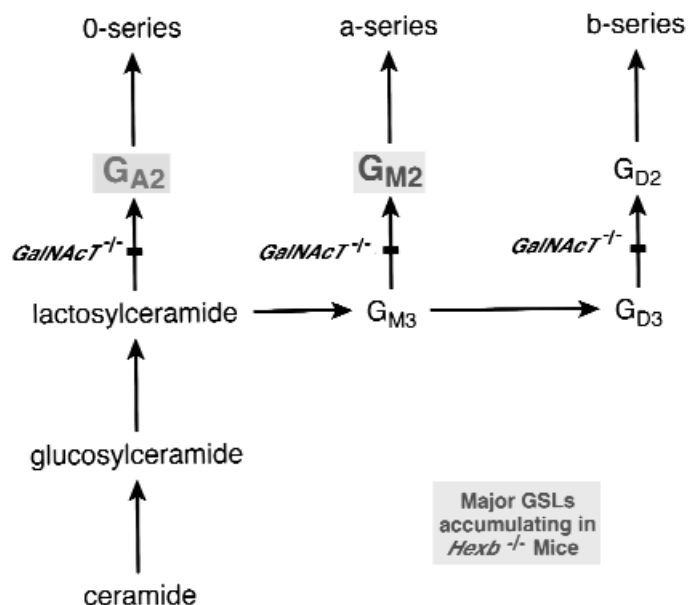 0-series a-series b-series
GA2 GM2 GD2
GalNAcT-/- GalNAcT-/- GalNAcT-/-
lactosylceramide GM3 GD3
glucosylceramide
Major GSLs
accumulating in
Hexb -/- Mice
ceramide